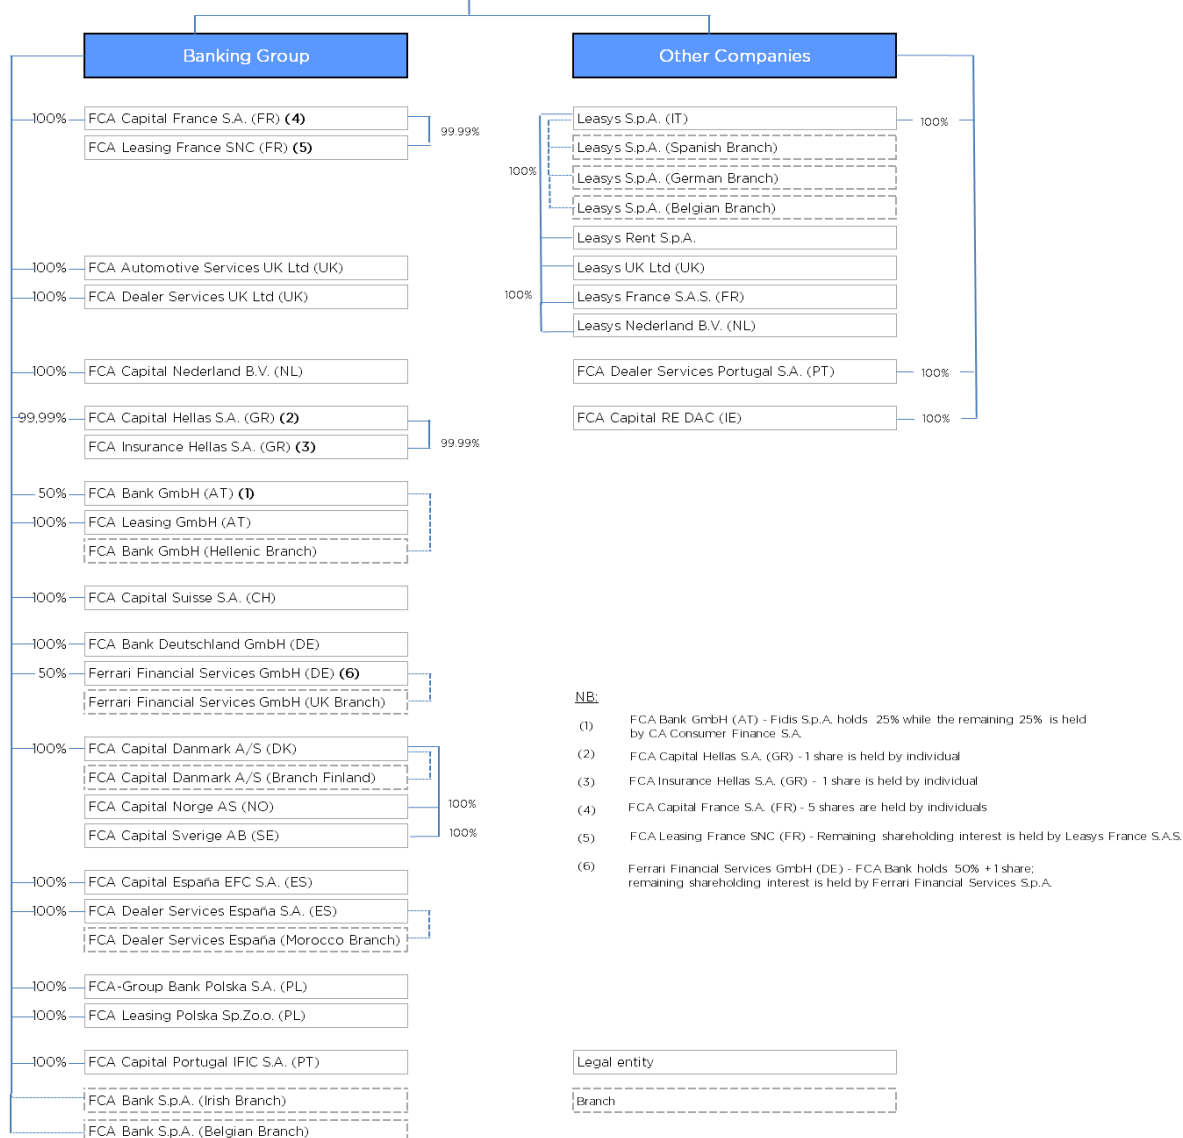 Banking Group
Other Companies
100% FCA Capital France S.A. (FR) (4)
99.99%
FCA Leasing France SNC (FR) (5)
Leasys S.p.A. (IT) 100%
Leasys S.p.A. (Spanish Branch)
100%
Leasys S.p.A. (German Branch)
Leasys S.p.A. (Belgian Branch)
Leasys Rent S.p.A.
100% FCA Automotive Services UK Ltd (UK)
Leasys UK Ltd (UK)
100% FCA Dealer Services UK Ltd (UK)
100% Leasys France S.A.S. (FR)
Leasys Nederland B.V. (NL)
100% FCA Capital Nederland B.V. (NL)
FCA Dealer Services Portugal S.A. (PT) 100%
99,99% FCA Capital Hellas S.A. (GR) (2)
FCA Capital RE DAC (IE) 100%
FCA Insurance Hellas S.A. (GR) (3) 99.99%
50% FCA Bank GmbH (AT) (1)
100% FCA Leasing GmbH (AT)
FCA Bank GmbH (Hellenic Branch)
100% FCA Capital Suisse S.A. (CH)
100% FCA Bank Deutschland GmbH (DE)
50% Ferrari Financial Services GmbH (DE) (6)
Ferrari Financial Services GmbH (UK Branch)
100% FCA Capital Danmark A/S (DK)
FCA Capital Danmark A/S (Branch Finland)
FCA Capital Norge AS (NO) 100%
FCA Capital Sverige AB (SE) 100%
100% FCA Capital España EFC S.A. (ES)
100% FCA Dealer Services España S.A. (ES)
FCA Dealer Services España (Morocco Branch)
100% FCA-Group Bank Polska S.A. (PL)
100% FCA Leasing Polska Sp.Zo.o. (PL)
100% FCA Capital Portugal IFIC S.A. (PT)
FCA Bank S.p.A. (Irish Branch)
FCA Bank S.p.A. (Belgian Branch)
NB:
(1) FCA Bank GmbH (AT) - Fidis S.p.A. holds 25% while the remaining 25% is held
by CA Consumer Finance S.A.
(2) FCA Capital Hellas S.A. (GR) - 1 share is held by individual
(3) FCA Insurance Hellas S.A. (GR) - 1 share is held by individual
(4) FCA Capital France S.A. (FR) - 5 shares are held by individuals
(5) FCA Leasing France SNC (FR) - Remaining shareholding interest is held by Leasys France S.A.S.
(6) Ferrari Financial Services GmbH (DE) - FCA Bank holds 50% + 1 share;
remaining shareholding interest is held by Ferrari Financial Services S.p.A.
Legal entity
Branch